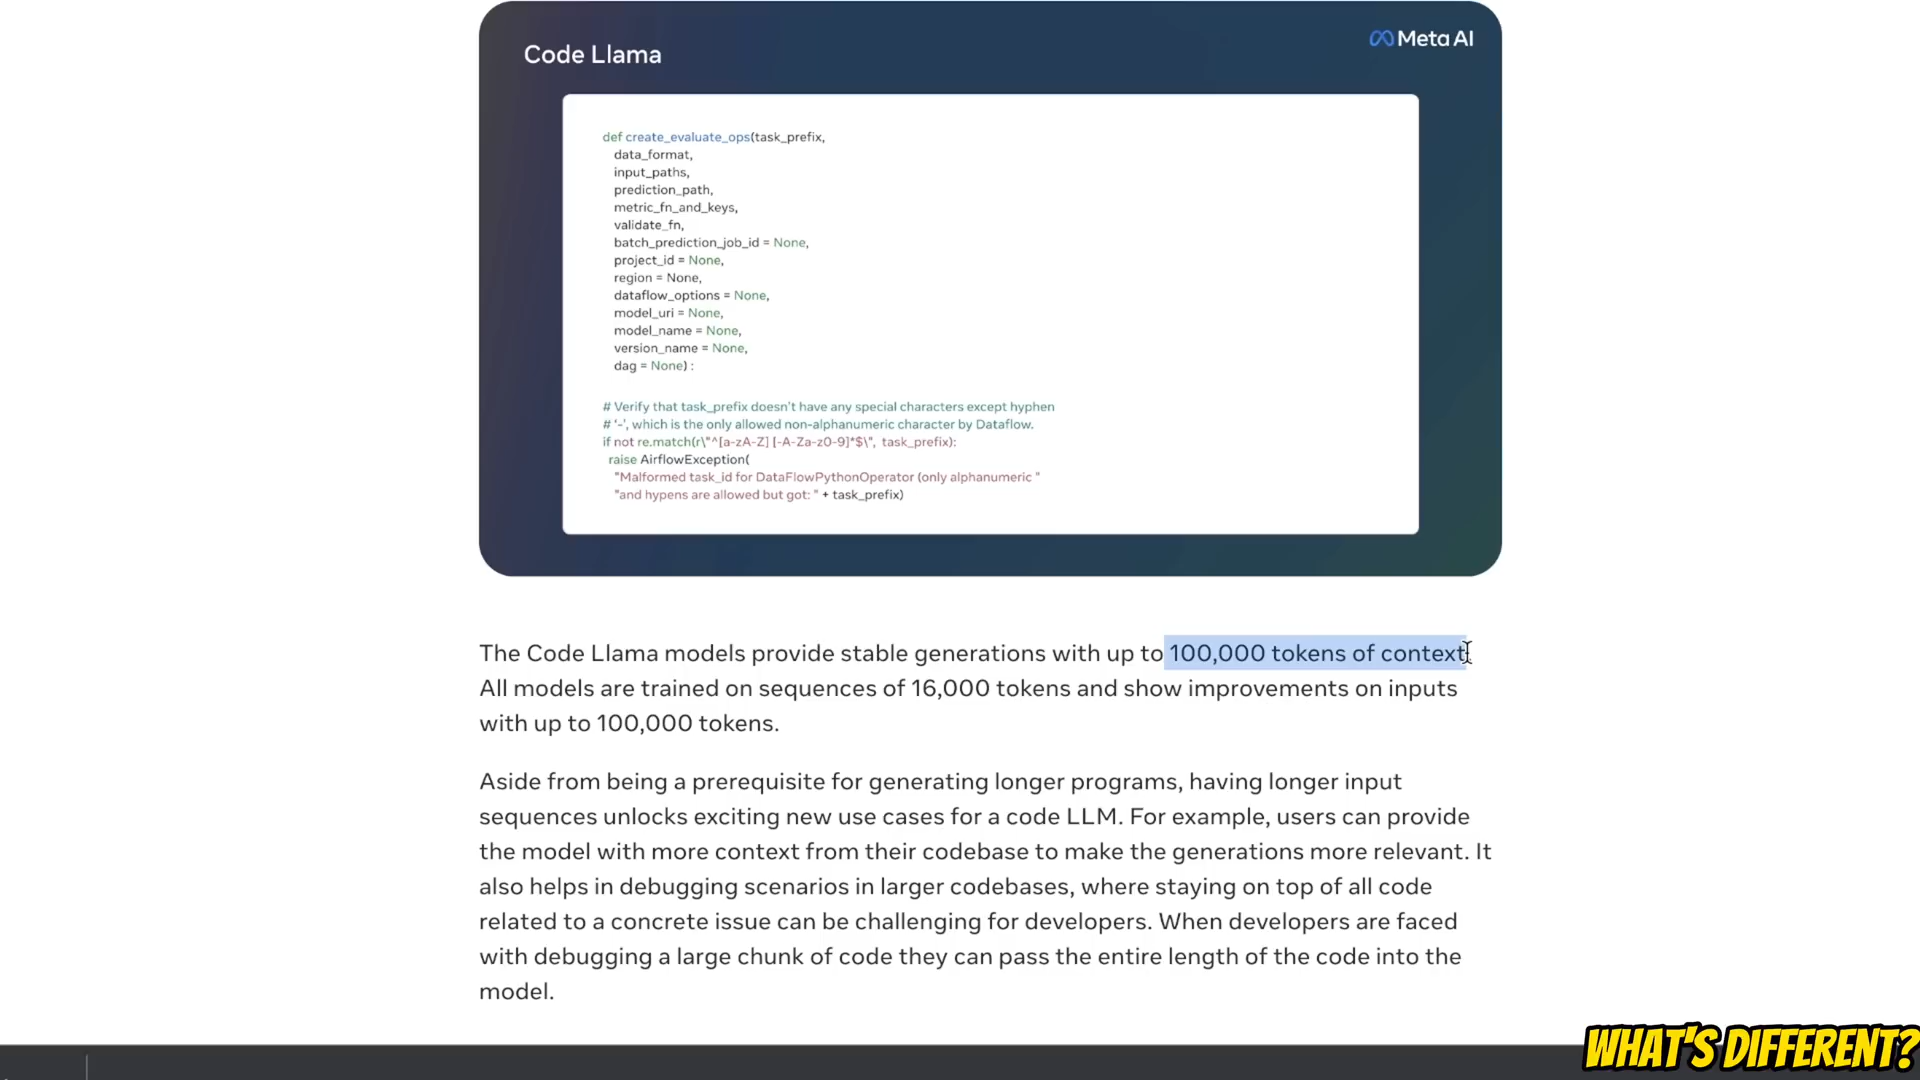 Code Llama
Meta AI
def create_evaluate_ops(task_prefix,
data_format,
input_paths,
prediction_path,
metric_fn_and_keys,
validate_fn,
batch_prediction_job_id = None,
project_id = None,
region = None,
dataflow_options = None,
model_uri = None,
model_name = None,
version_name = None,
dag = None) :
# Verify that task_prefix doesn't have any special characters except hyphen
# '-', which is the only allowed non-alphanumeric character by Dataflow.
if not re.match(r\"^[a-zA-Z] [-A-Za-z0-9]*$\", task_prefix):
raise AirflowException(
"Malformed task_id for DataFlowPythonOperator (only alphanumeric "
"and hypens are allowed but got: " + task_prefix)
The Code Llama models provide stable generations with up to 100,000 tokens of context.
All models are trained on sequences of 16,000 tokens and show improvements on inputs
with up to 100,000 tokens.
Aside from being a prerequisite for generating longer programs, having longer input
sequences unlocks exciting new use cases for a code LLM. For example, users can provide
the model with more context from their codebase to make the generations more relevant. It
also helps in debugging scenarios in larger codebases, where staying on top of all code
related to a concrete issue can be challenging for developers. When developers are faced
with debugging a large chunk of code they can pass the entire length of the code into the
model.
WHAT'S DIFFERENT?